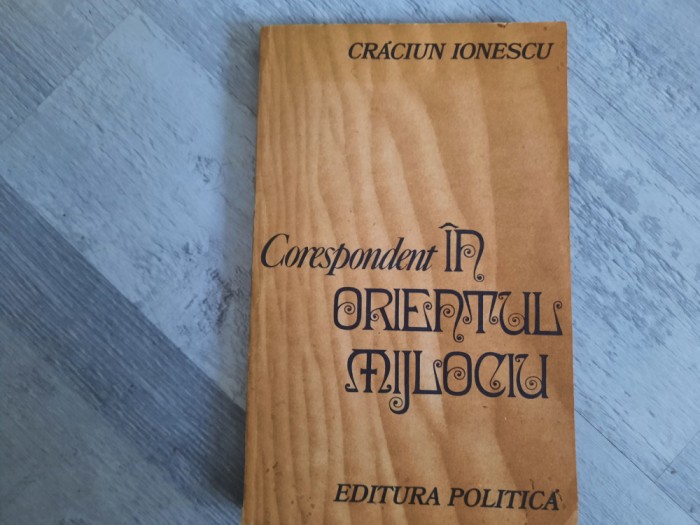 CRĂCIUN IONESCU
Corespondent ÎN
ORIENTUL
MIJLOCIU
EDITURA POLITICĂ